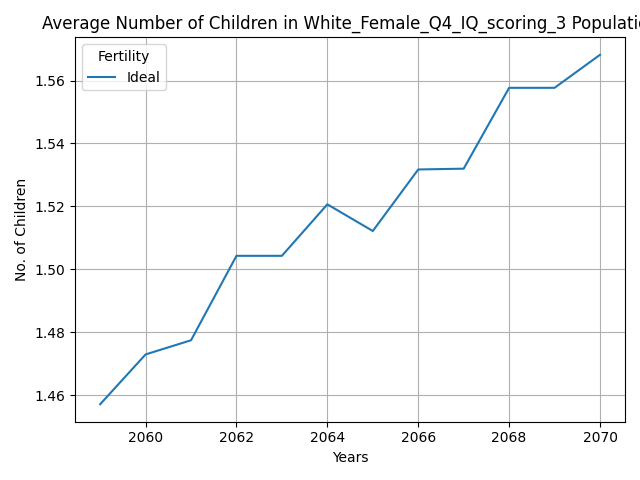 Average Number of Children in White_Female_Q4_IQ_scoring_3 Populatio
Fertility
Ideal
1.56
1.54
1.52
1.50
1.48
1.46
No. of Children
2060 2062 2064 2066 2068 2070
Years